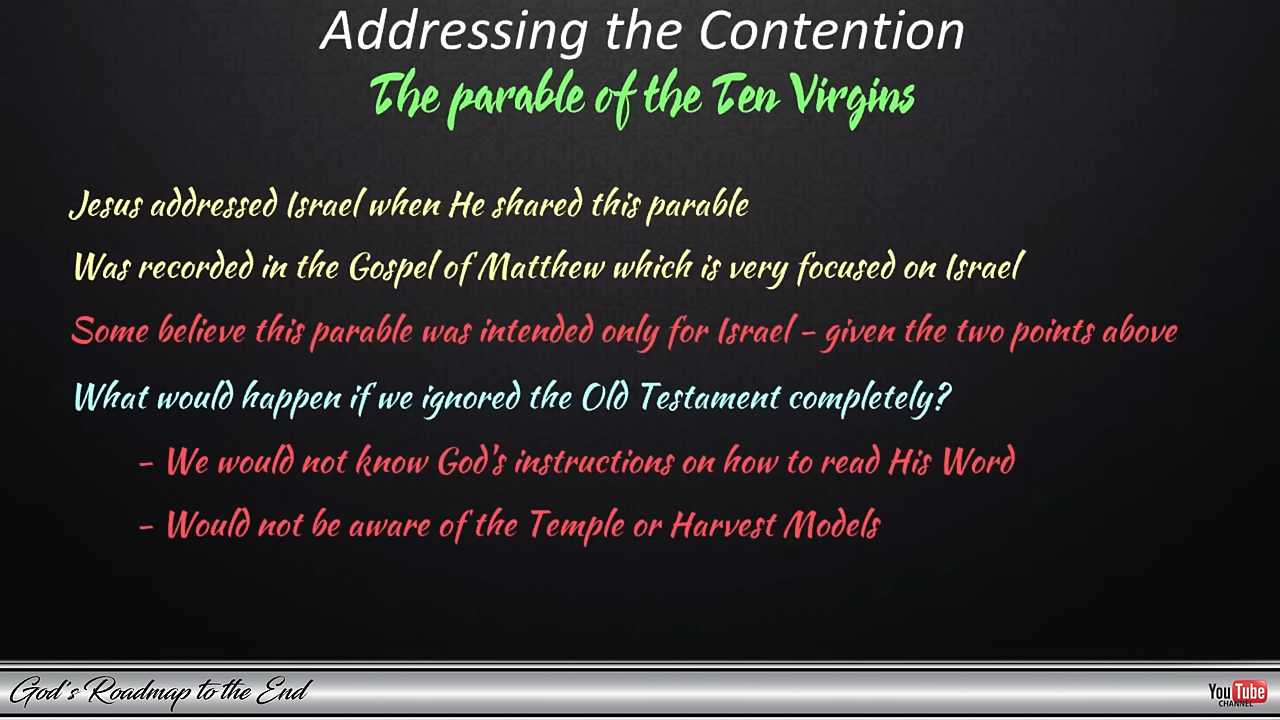 Addressing the Contention
The parable of the Ten Virgins
Jesus addressed Israel when He shared this parable
Was recorded in the Gospel of Matthew which is very focused on Israel
Some believe this parable was intended only for Israel – given the two points above
What would happen if we ignored the Old Testament completely?
– We would not know God's instructions on how to read His Word
– Would not be aware of the Temple or Harvest Models
God's Roadmap to the End
YouTube
CHANNEL